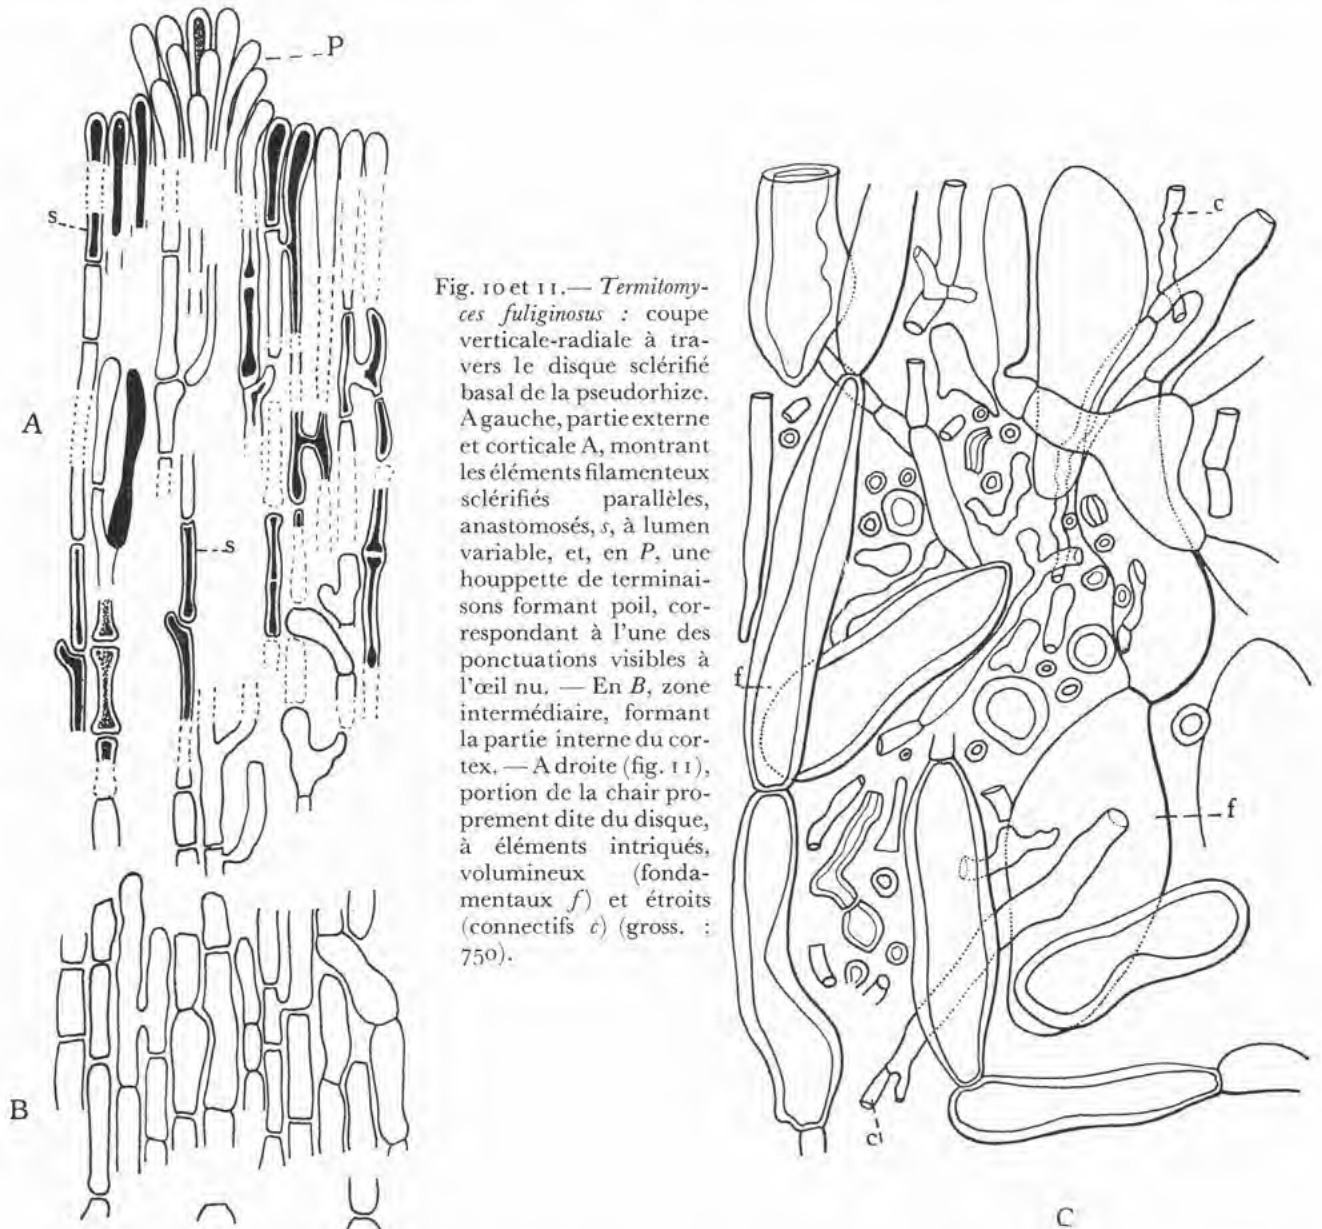 P
s
A
s
B
Fig. 10 et 11.— Termitomy-
ces fuliginosus : coupe
verticale-radiale à tra-
vers le disque sclérifié
basal de la pseudorhize.
A gauche, partie externe
et corticale A, montrant
les éléments filamenteux
sclérifiés parallèles,
anastomosés, s, à lumen
variable, et, en P, une
houppette de terminai-
sons formant poil, cor-
respondant à l'une des
ponctuations visibles à
l'œil nu. — En B, zone
intermédiaire, formant
la partie interne du cor-
tex. — A droite (fig. 11),
portion de la chair pro-
prement dite du disque,
à éléments intriqués,
volumineux (fonda-
mentaux f) et étroits
(connectifs c) (gross. :
750).
c
f
f
c
C